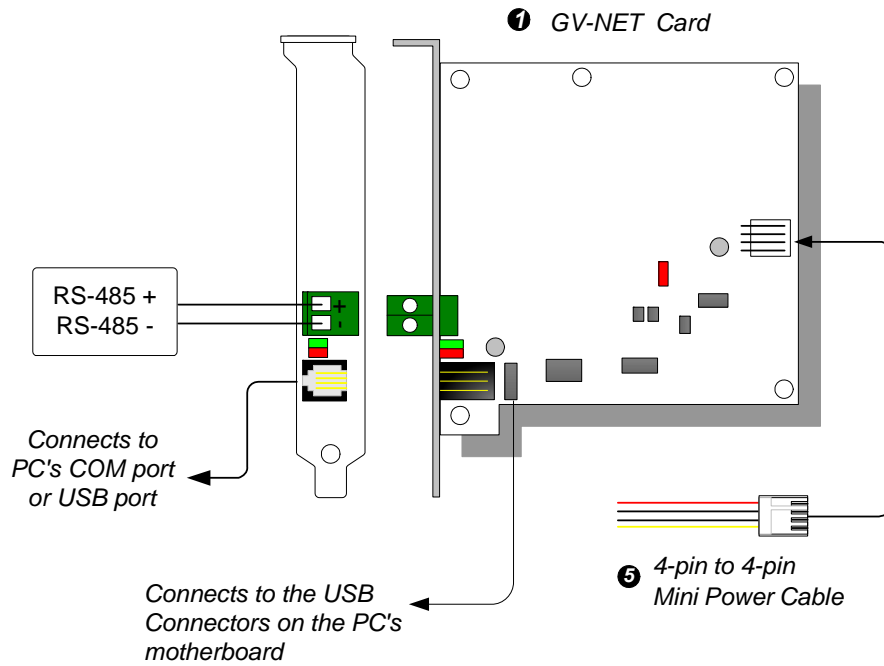 ❶ GV-NET Card
RS-485 +
RS-485 -
+
-
Connects to
PC's COM port
or USB port
❺ 4-pin to 4-pin
Mini Power Cable
Connects to the USB
Connectors on the PC's
motherboard